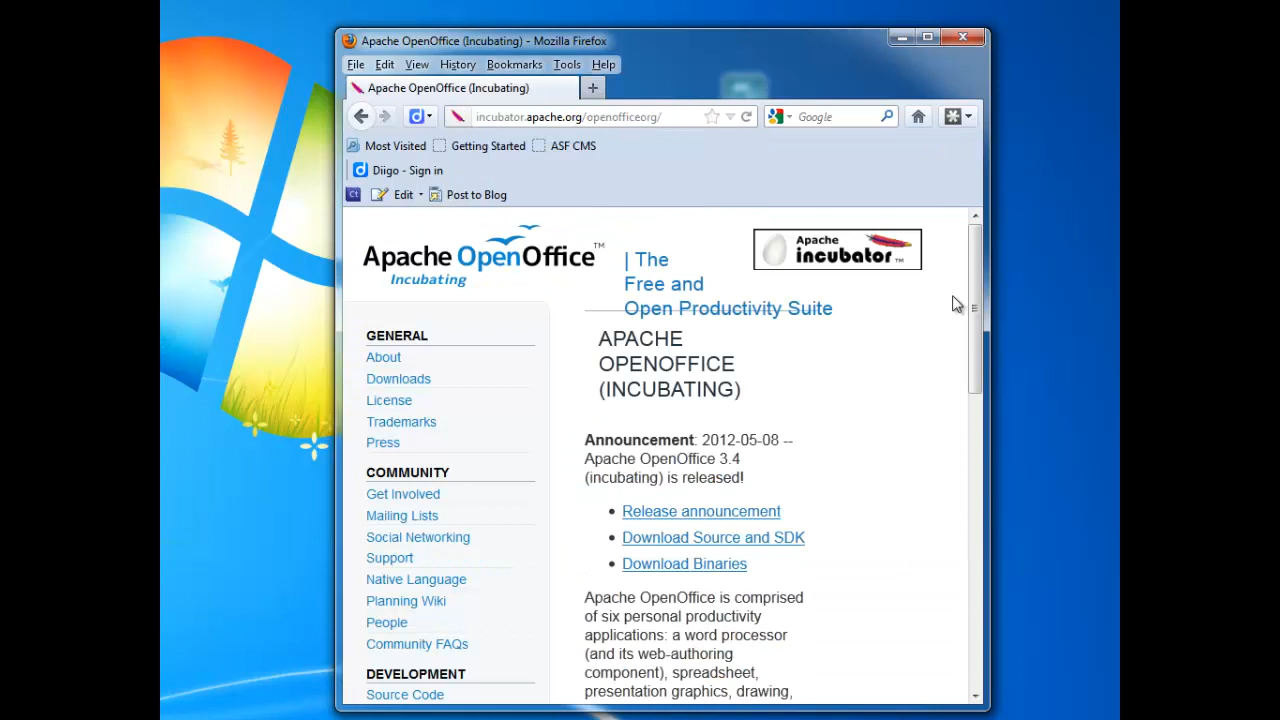 Apache OpenOffice (Incubating) - Mozilla Firefox
File Edit View History Bookmarks Tools Help
Apache OpenOffice (Incubating)
incubator.apache.org/openofficeorg/
Google
Most Visited Getting Started ASF CMS
Diigo - Sign in
Ct Edit Post to Blog
Apache OpenOffice™
Incubating
| The
Free and
Open Productivity Suite
Apache
incubator™
GENERAL
About
Downloads
License
Trademarks
Press
COMMUNITY
Get Involved
Mailing Lists
Social Networking
Support
Native Language
Planning Wiki
People
Community FAQs
DEVELOPMENT
Source Code
APACHE
OPENOFFICE
(INCUBATING)
Announcement: 2012-05-08 --
Apache OpenOffice 3.4
(incubating) is released!
Release announcement
Download Source and SDK
Download Binaries
Apache OpenOffice is comprised
of six personal productivity
applications: a word processor
(and its web-authoring
component), spreadsheet,
presentation graphics, drawing,